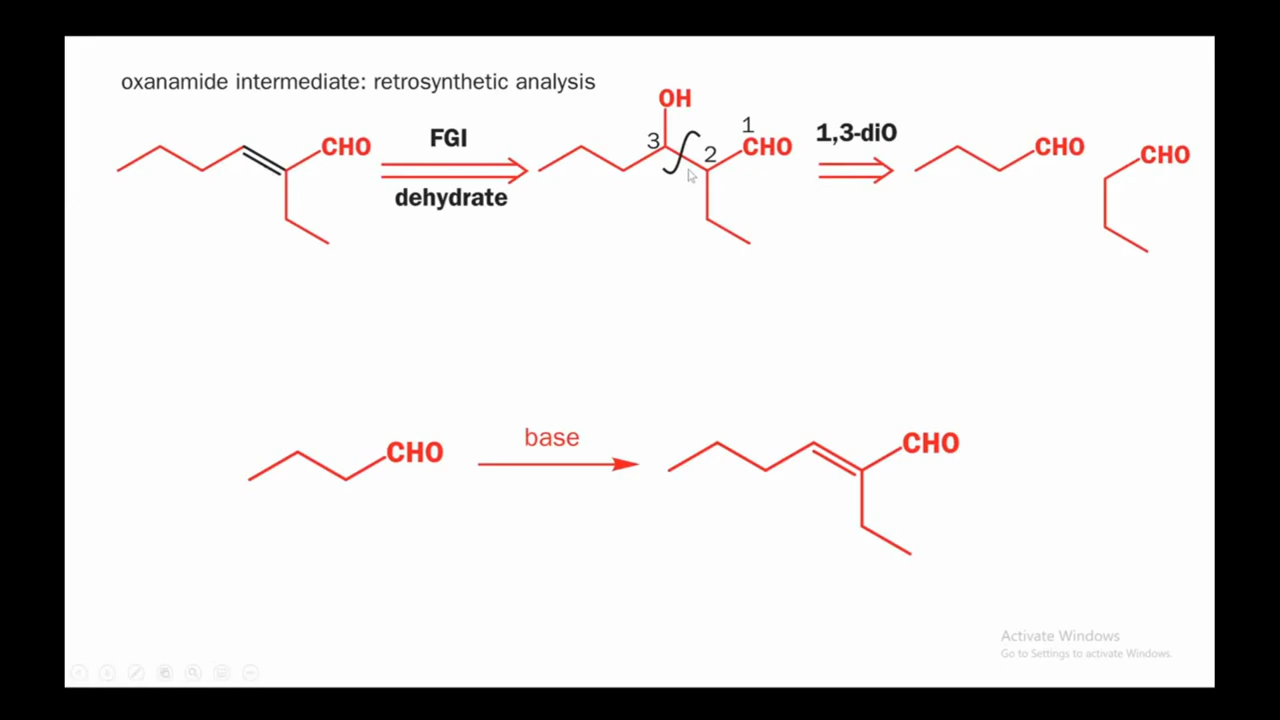 oxanamide intermediate: retrosynthetic analysis
OH
FGI
3
1
1,3-diO
CHO
2
CHO
CHO
CHO
dehydrate
base
CHO
CHO
Activate Windows
Go to Settings to activate Windows.